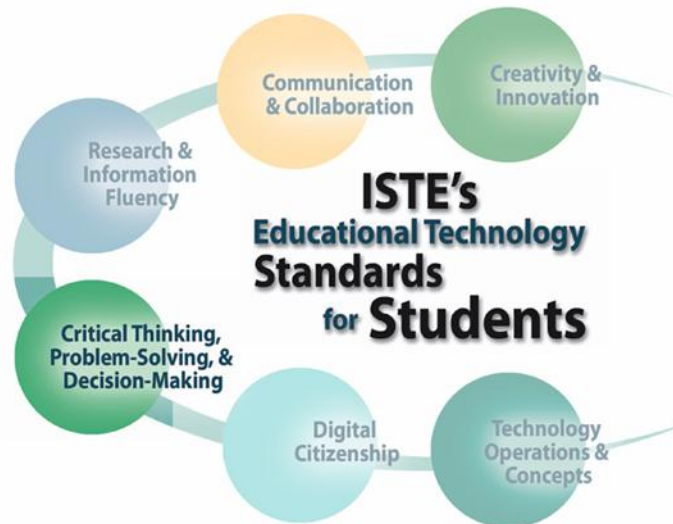 Communication
& Collaboration
Creativity &
Innovation
Research &
Information
Fluency
ISTE's
Educational Technology
Standards
for Students
Critical Thinking,
Problem-Solving, &
Decision-Making
Digital
Citizenship
Technology
Operations &
Concepts